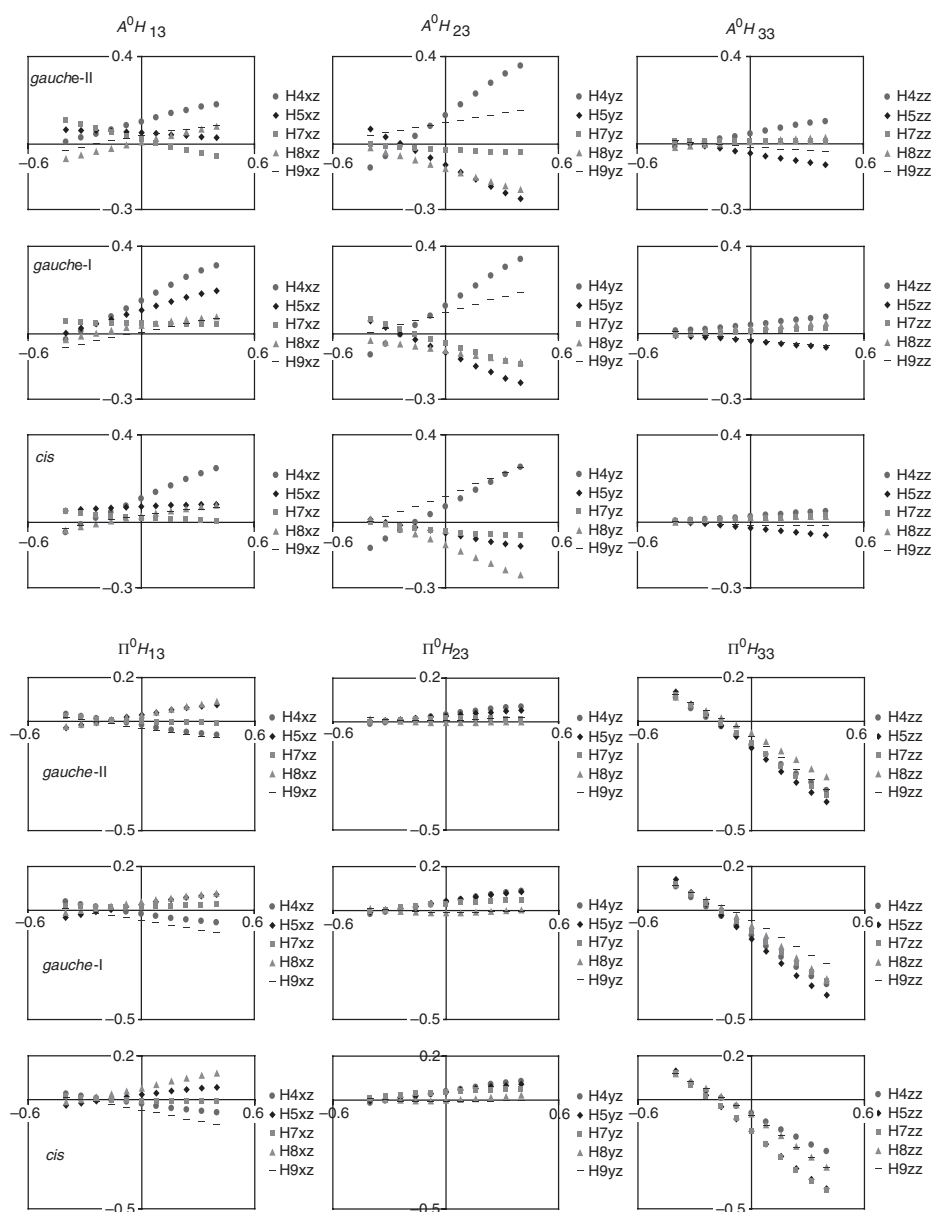 A⁰H₁₃ A⁰H₂₃ A⁰H₃₃
0.4 0.4 0.4
gauche-II
H4xz H4yz H4zz
H5xz H5yz H5zz
H7xz H7yz H7zz
H8xz H8yz H8zz
−0.6 0.6 −0.6 0.6 −0.6 0.6
H9xz H9yz H9zz
−0.3 −0.3 −0.3
0.4 0.4 0.4
gauche-I
H4xz H4yz H4zz
H5xz H5yz H5zz
H7xz H7yz H7zz
H8xz H8yz H8zz
−0.6 0.6 −0.6 0.6 −0.6 0.6
H9xz H9yz H9zz
−0.3 −0.3 −0.3
0.4 0.4 0.4
cis
H4xz H4yz H4zz
H5xz H5yz H5zz
H7xz H7yz H7zz
H8xz H8yz H8zz
−0.6 0.6 −0.6 0.6 −0.6 0.6
H9xz H9yz H9zz
−0.3 −0.3 −0.3
Π⁰H₁₃ Π⁰H₂₃ Π⁰H₃₃
0.2 0.2 0.2
H4xz H4yz H4zz
−0.6 0.6 −0.6 0.6 −0.6 0.6
H5xz H5yz H5zz
H7xz H7yz H7zz
gauche-II
H8xz H8yz H8zz
H9xz H9yz H9zz
−0.5 −0.5 −0.5
0.2 0.2 0.2
H4xz H4yz H4zz
−0.6 0.6 −0.6 0.6 −0.6 0.6
H5xz H5yz H5zz
H7xz H7yz H7zz
gauche-I
H8xz H8yz H8zz
H9xz H9yz H9zz
−0.5 −0.5 −0.5
0.2 0.2 0.2
H4xz H4yz H4zz
−0.6 0.6 −0.6 0.6 −0.6 0.6
H5xz H5yz H5zz
H7xz H7yz H7zz
cis
H8xz H8yz H8zz
H9xz H9yz H9zz
−0.5 −0.5 −0.5